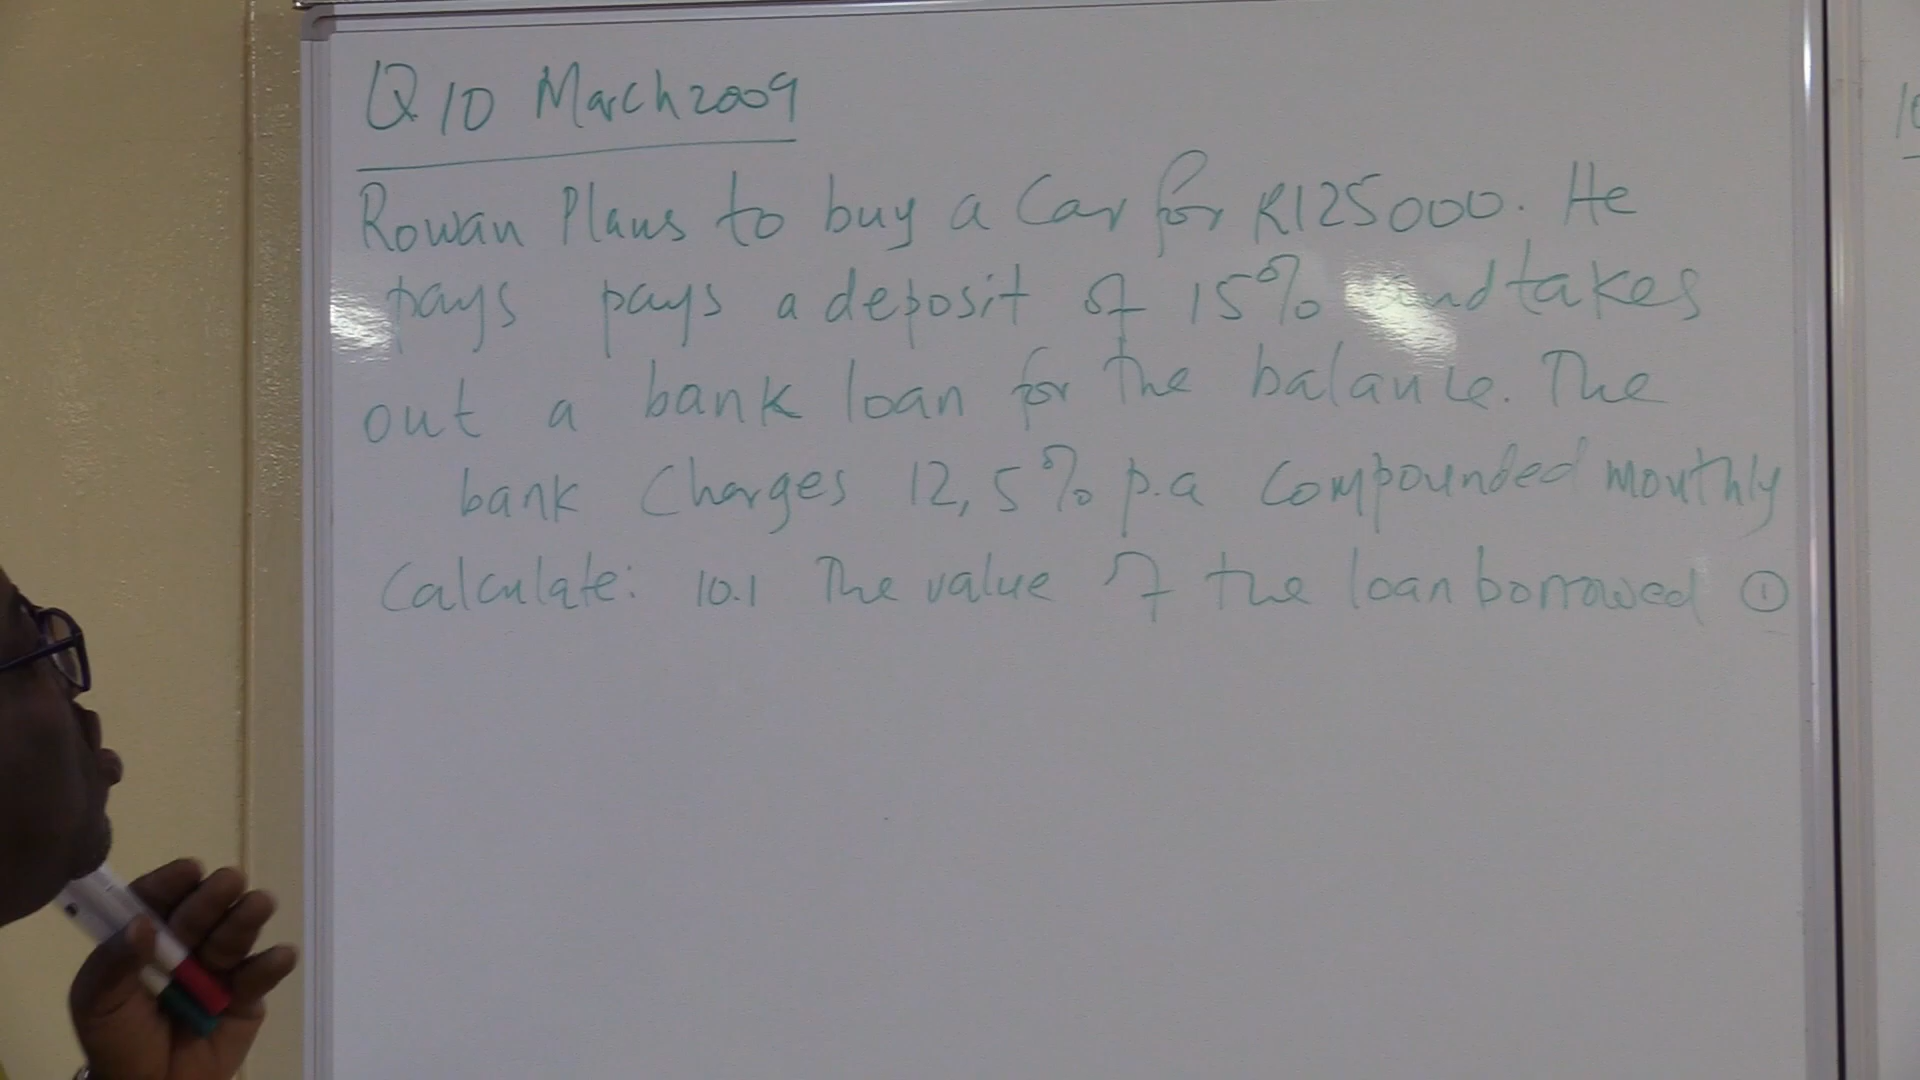 Q10 March 2009
Rowan Plans to buy a Car for R125000. He
pays pays a deposit of 15% and takes
out a bank loan for the balance. The
bank Charges 12,5% p.a Compounded monthly
Calculate: 10.1 The value of the loan borrowed ①